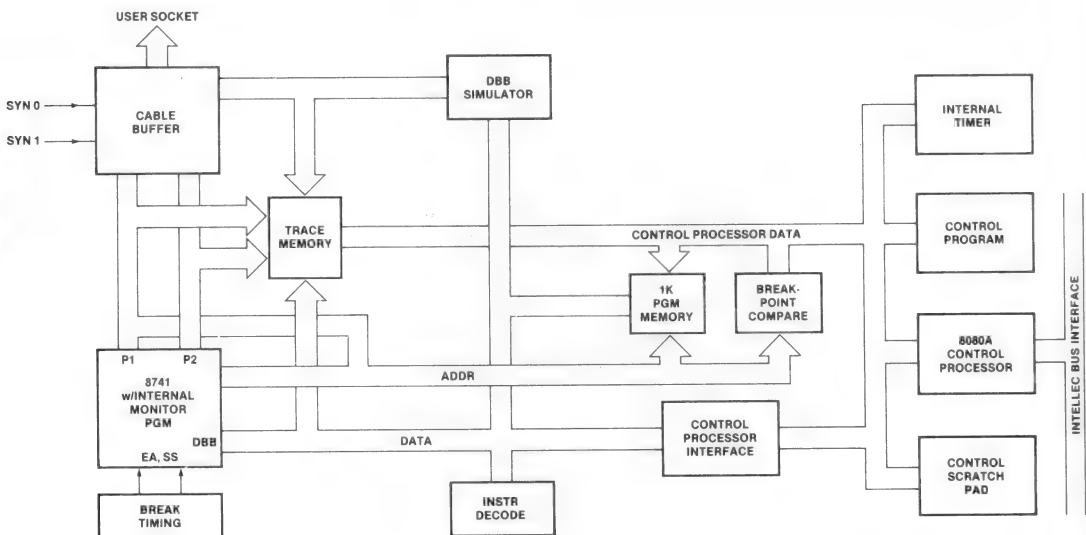 USER SOCKET
SYN 0
SYN 1
CABLE
BUFFER
DBB
SIMULATOR
INTERNAL
TIMER
TRACE
MEMORY
CONTROL PROCESSOR DATA
CONTROL
PROGRAM
1K
PGM
MEMORY
BREAK-
POINT
COMPARE
8080A
CONTROL
PROCESSOR
INTELLEC BUS INTERFACE
P1 P2
8741
w/INTERNAL
MONITOR
PGM
DBB
EA, SS
ADDR
DATA
CONTROL
PROCESSOR
INTERFACE
CONTROL
SCRATCH
PAD
BREAK
TIMING
INSTR
DECODE